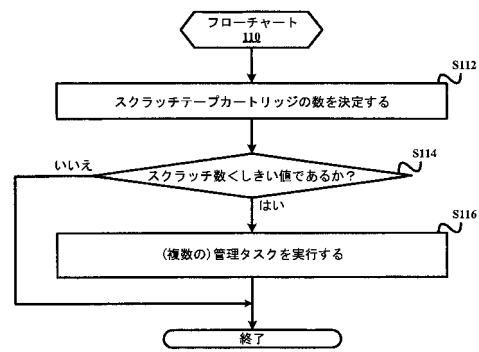 フローチャート
110
S112
スクラッチテープカートリッジの数を決定する
いいえ
S114
スクラッチ数<しきい値であるか?
はい
S116
(複数の)管理タスクを実行する
終了